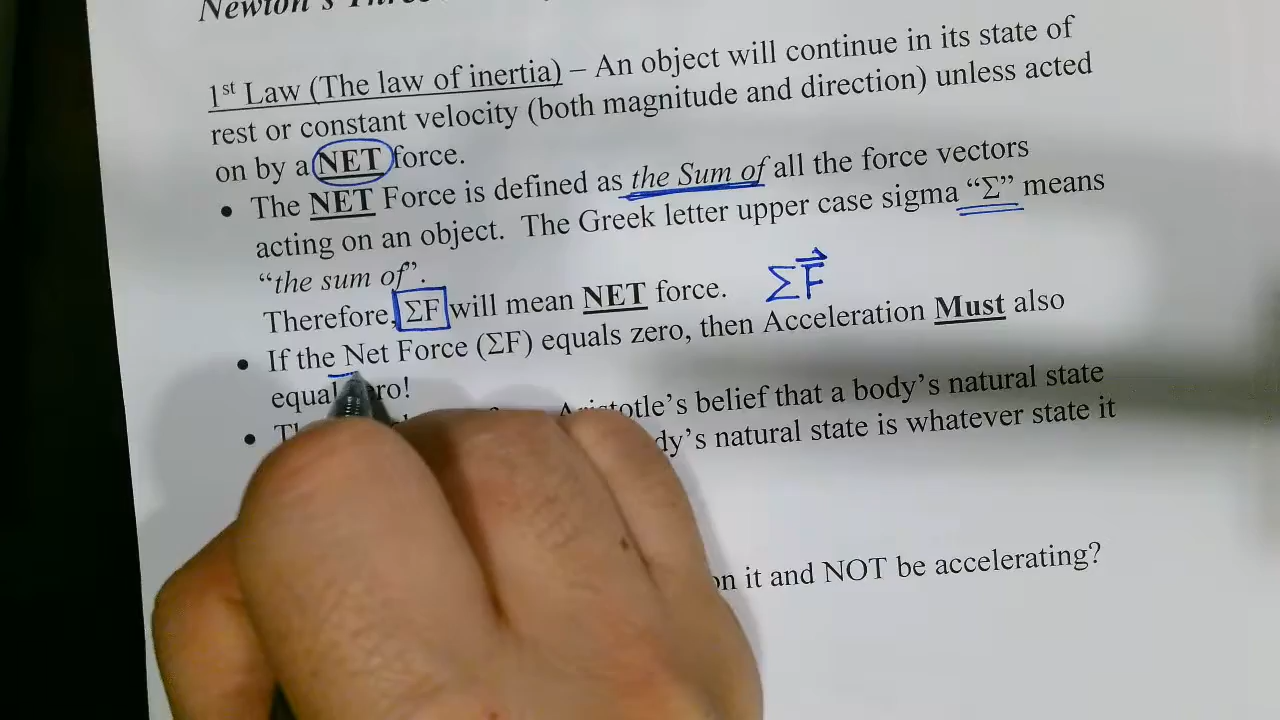 Newton's Three
1st Law (The law of inertia) – An object will continue in its state of
rest or constant velocity (both magnitude and direction) unless acted
on by a NET force.
• The NET Force is defined as the Sum of all the force vectors
acting on an object. The Greek letter upper case sigma “Σ” means
“the sum of”.
Therefore, ΣF will mean NET force. ΣF⃗
• If the Net Force (ΣF) equals zero, then Acceleration Must also
equal zero!
• Aristotle's belief that a body's natural state
natural state is whatever state it
on it and NOT be accelerating?